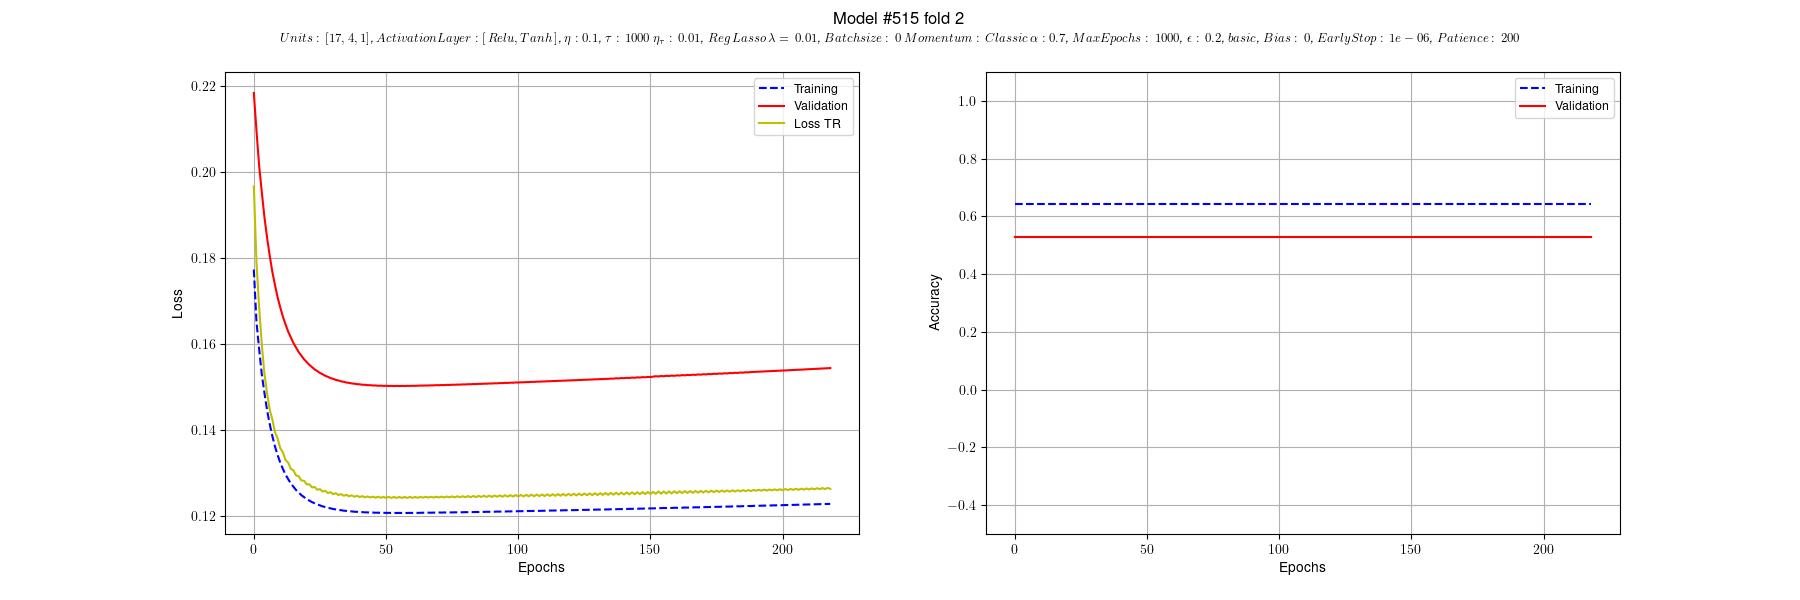 Model #515 fold 2
Units : [17, 4, 1], ActivationLayer : [Relu, Tanh], η : 0.1, τ : 1000 η_τ : 0.01, Reg Lasso λ = 0.01, Batchsize : 0 Momentum : Classic α : 0.7, MaxEpochs : 1000, ϵ : 0.2, basic, Bias : 0, EarlyStop : 1e − 06, Patience : 200
Loss
0.22
0.20
0.18
0.16
0.14
0.12
0
50
100
150
200
Epochs
Training
Validation
Loss TR
Accuracy
1.0
0.8
0.6
0.4
0.2
0.0
−0.2
−0.4
0
50
100
150
200
Epochs
Training
Validation